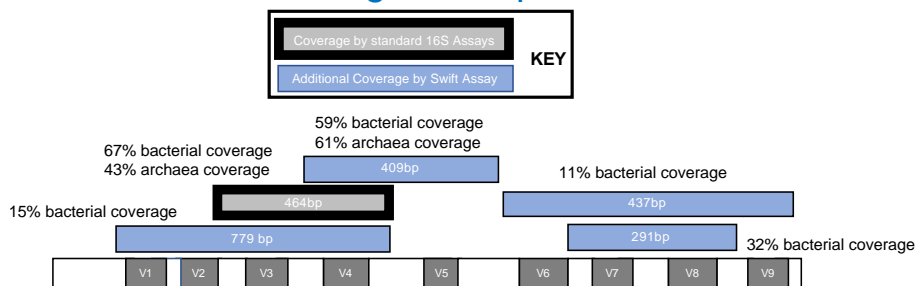 Coverage by standard 16S Assays
KEY
Additional Coverage by Swift Assay
59% bacterial coverage
61% archaea coverage
67% bacterial coverage
43% archaea coverage
409bp
11% bacterial coverage
464bp
437bp
15% bacterial coverage
779 bp
291bp
32% bacterial coverage
V1 V2 V3 V4 V5 V6 V7 V8 V9